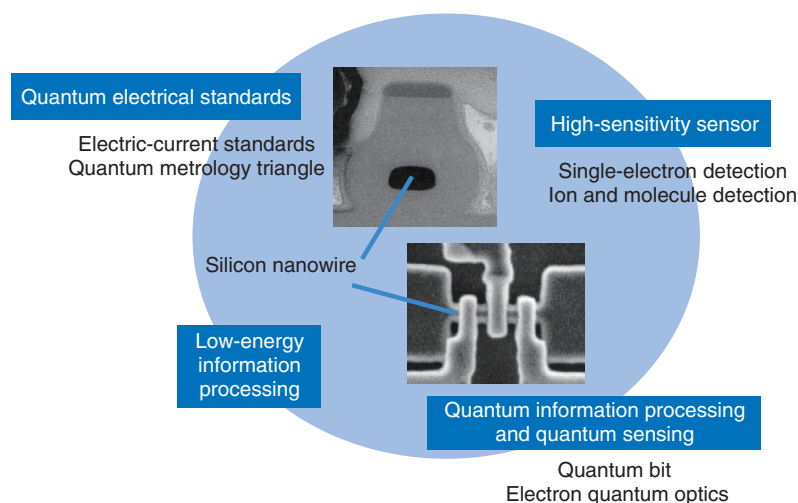 Quantum electrical standards
Electric-current standards
Quantum metrology triangle
High-sensitivity sensor
Single-electron detection
Ion and molecule detection
Silicon nanowire
Low-energy
information
processing
Quantum information processing
and quantum sensing
Quantum bit
Electron quantum optics